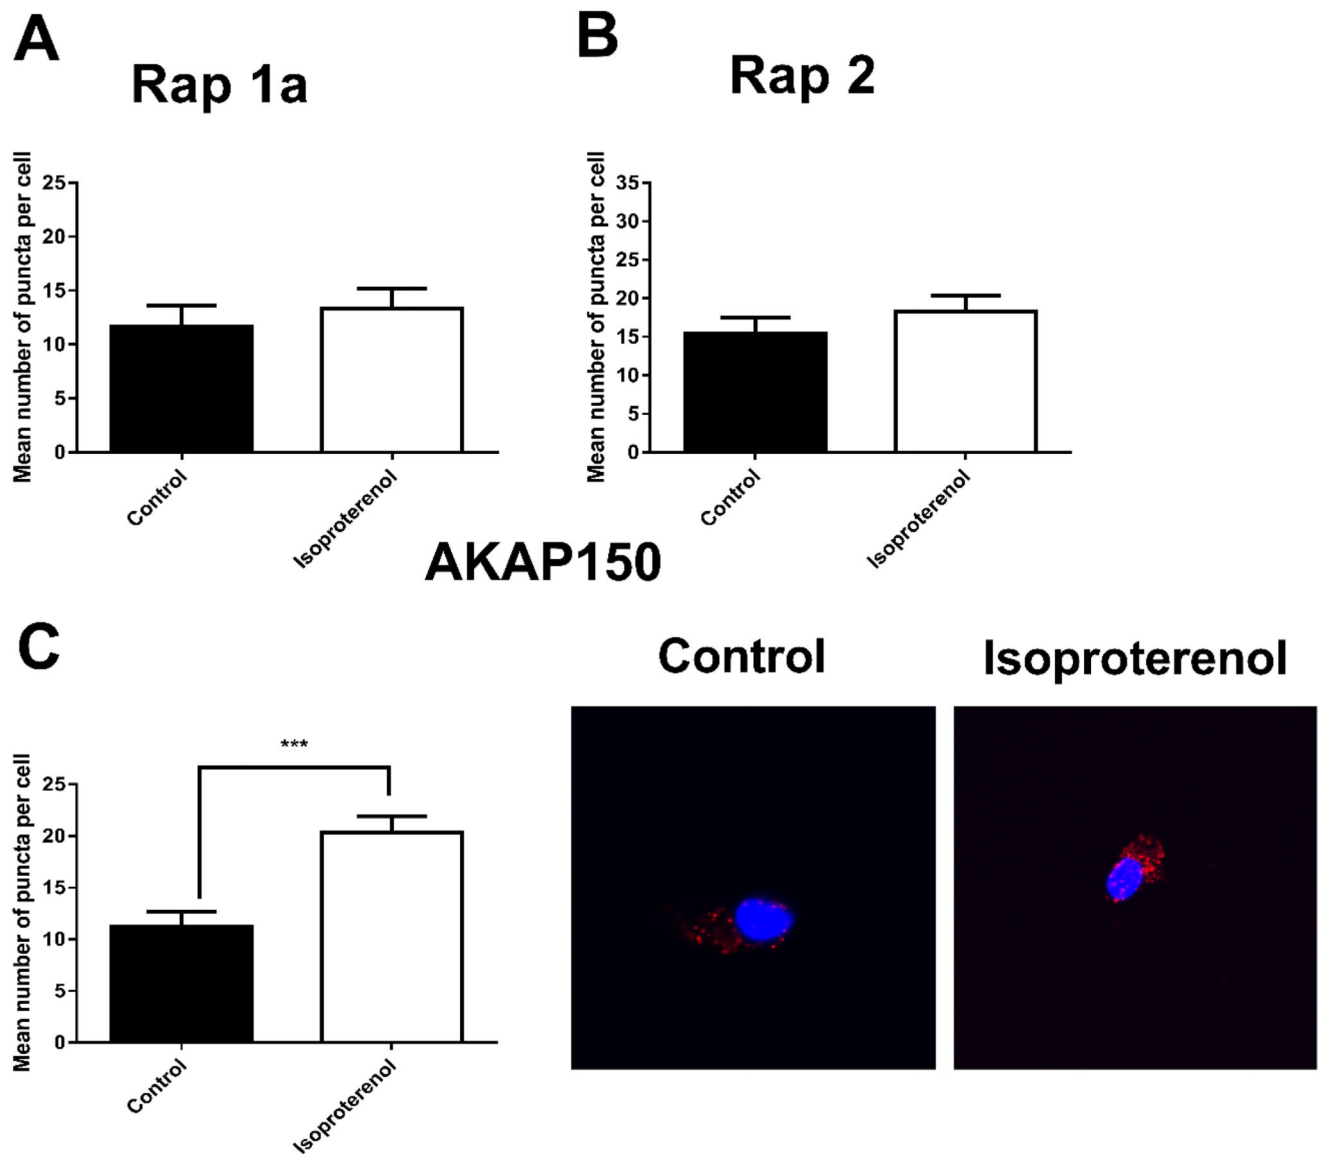 A
Rap 1a
Mean number of puncta per cell
25
20
15
10
5
0
Control
Isoproterenol
B
Rap 2
Mean number of puncta per cell
35
30
25
20
15
10
5
0
Control
Isoproterenol
AKAP150
C
Mean number of puncta per cell
25
20
15
10
5
0
***
Control
Isoproterenol
Control
Isoproterenol